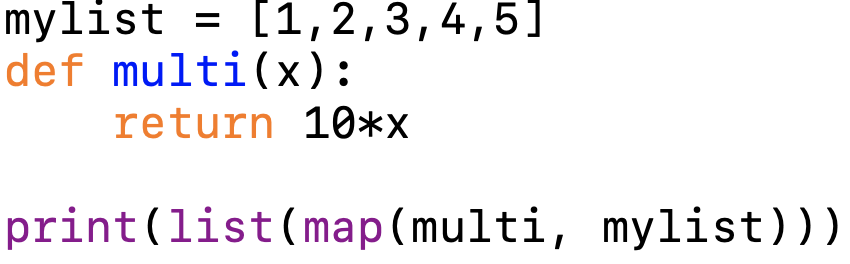 mylist = [1,2,3,4,5]
def multi(x):
    return 10*x
print(list(map(multi, mylist)))